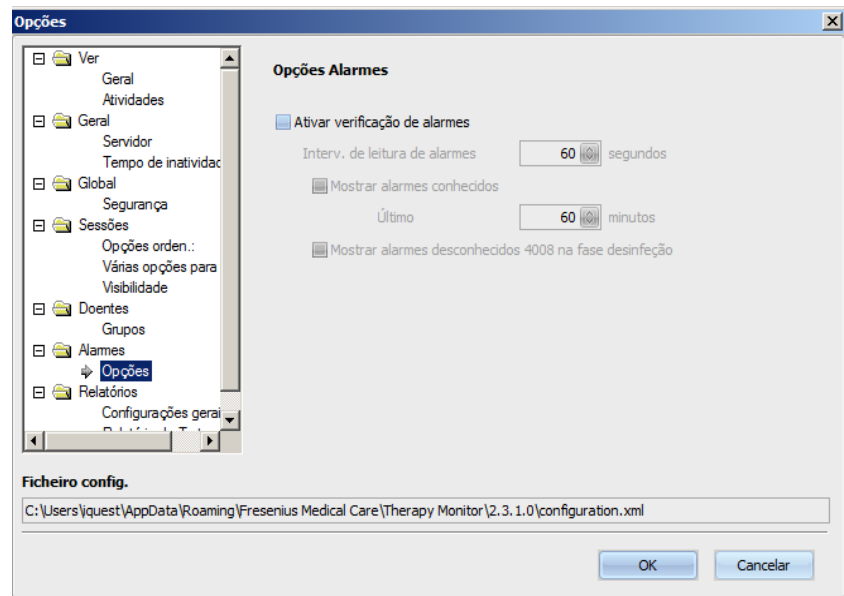 Opções
Ver
Geral
Atividades
Geral
Servidor
Tempo de inatividac
Global
Segurança
Sessões
Opções orden.:
Várias opções para
Visibilidade
Doentes
Grupos
Alarmes
Opções
Relatórios
Configurações gerai
Opções Alarmes
Ativar verificação de alarmes
Interv. de leitura de alarmes 60 segundos
Mostrar alarmes conhecidos
Último 60 minutos
Mostrar alarmes desconhecidos 4008 na fase desinfeção
Ficheiro config.
C:\Users\iquest\AppData\Roaming\Fresenius Medical Care\Therapy Monitor\2.3.1.0\configuration.xml
OK Cancelar